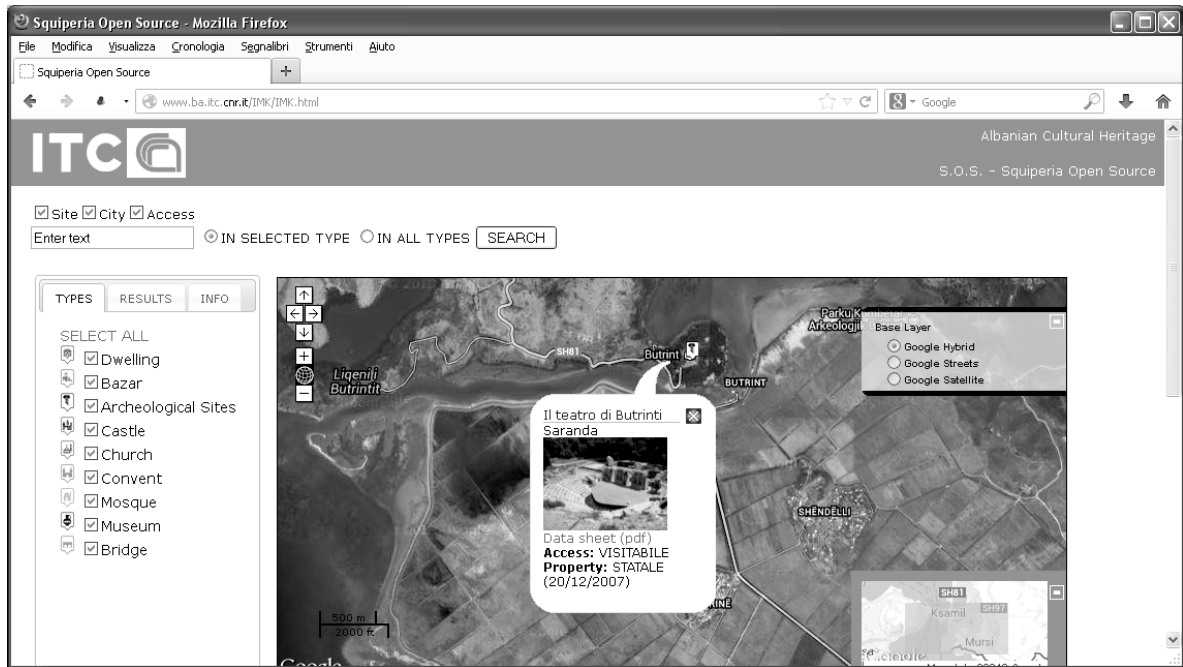 Squiperia Open Source - Mozilla Firefox
File Modifica Visualizza Cronologia Segnalibri Strumenti Aiuto
Squiperia Open Source
www.ba.itc.cnr.it/IMK/IMK.html
Google
ITC
Albanian Cultural Heritage
S.O.S. - Squiperia Open Source
Site City Access
Enter text
IN SELECTED TYPE IN ALL TYPES SEARCH
TYPES RESULTS INFO
SELECT ALL
Dwelling
Bazar
Archeological Sites
Castle
Church
Convent
Mosque
Museum
Bridge
Parku K
Arkeologji
Base Layer
Google Hybrid
Google Streets
Google Satellite
SH81
Butrint
BUTRINT
Liqeni i
Butrintit
Il teatro di Butrinti
Saranda
Data sheet (pdf)
Access: VISITABILE
Property: STATALE
(20/12/2007)
SHËNDËLLI
SH81
Ksamil SH97
Mursi
500 m
2000 ft
Google